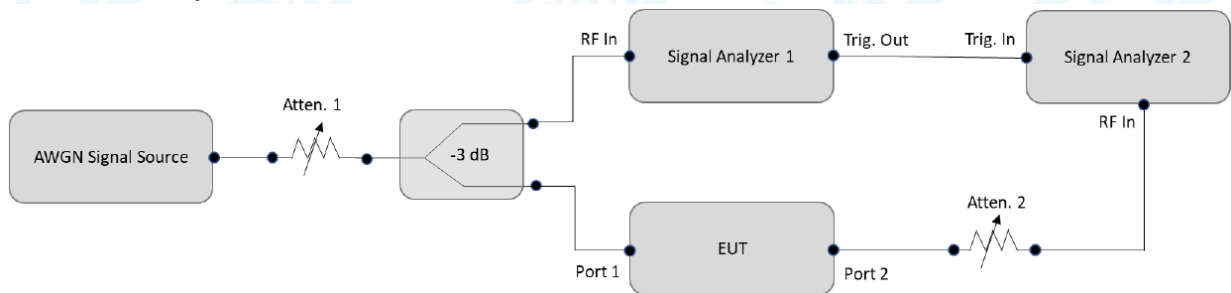 RF In
Signal Analyzer 1
Trig. Out
Trig. In
Signal Analyzer 2
RF In
Atten. 1
AWGN Signal Source
-3 dB
Atten. 2
EUT
Port 1
Port 2